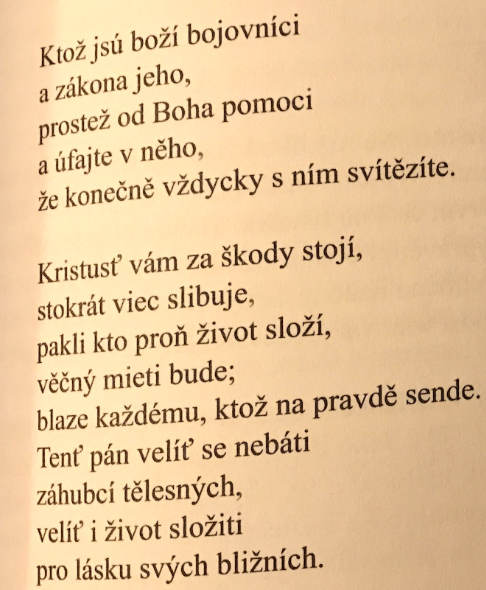 Ktož jsú boží bojovníci
a zákona jeho,
prostež od Boha pomoci
a úfajte v něho,
že konečně vždycky s ním svítězíte.

Kristusť vám za škody stojí,
stokrát viec slibuje,
pakli kto proň život složí,
věčný mieti bude;
blaze každému, ktož na pravdě sende.
Tenť pán velíť se nebáti
záhubcí tělesných,
velíť i život složiti
pro lásku svých bližních.